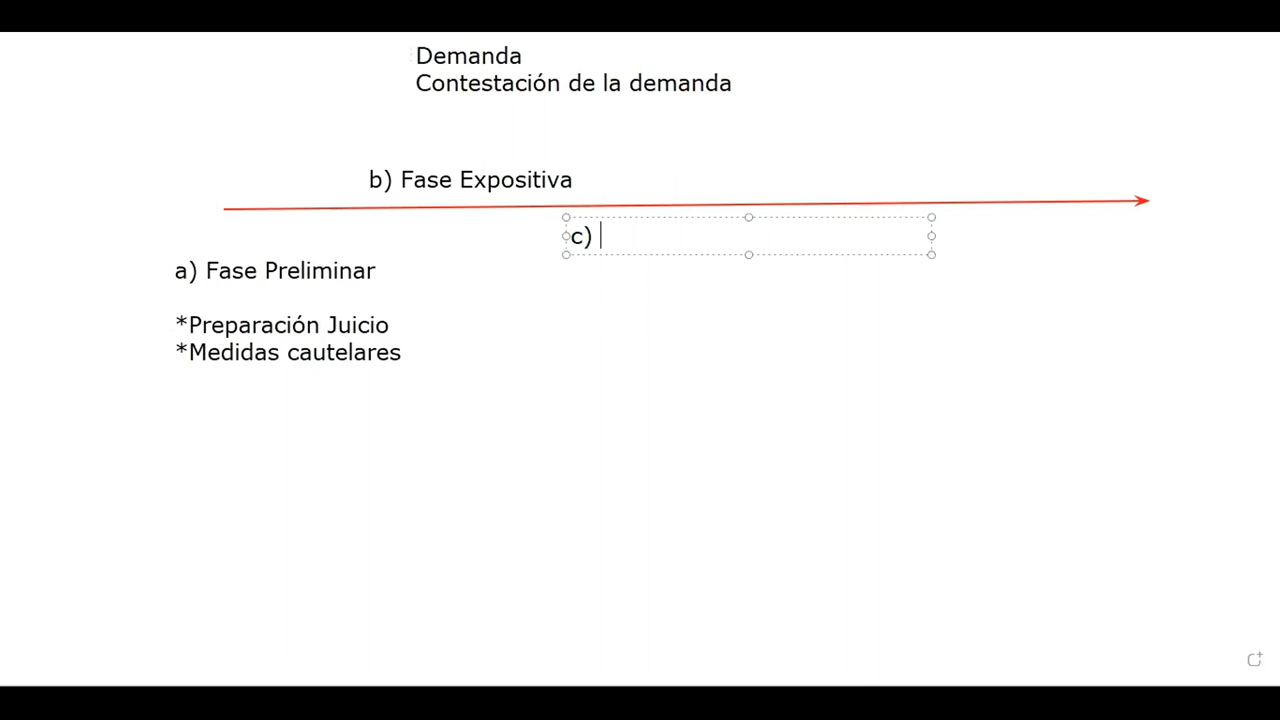 Demanda
Contestación de la demanda
b) Fase Expositiva
c)
a) Fase Preliminar
*Preparación Juicio
*Medidas cautelares